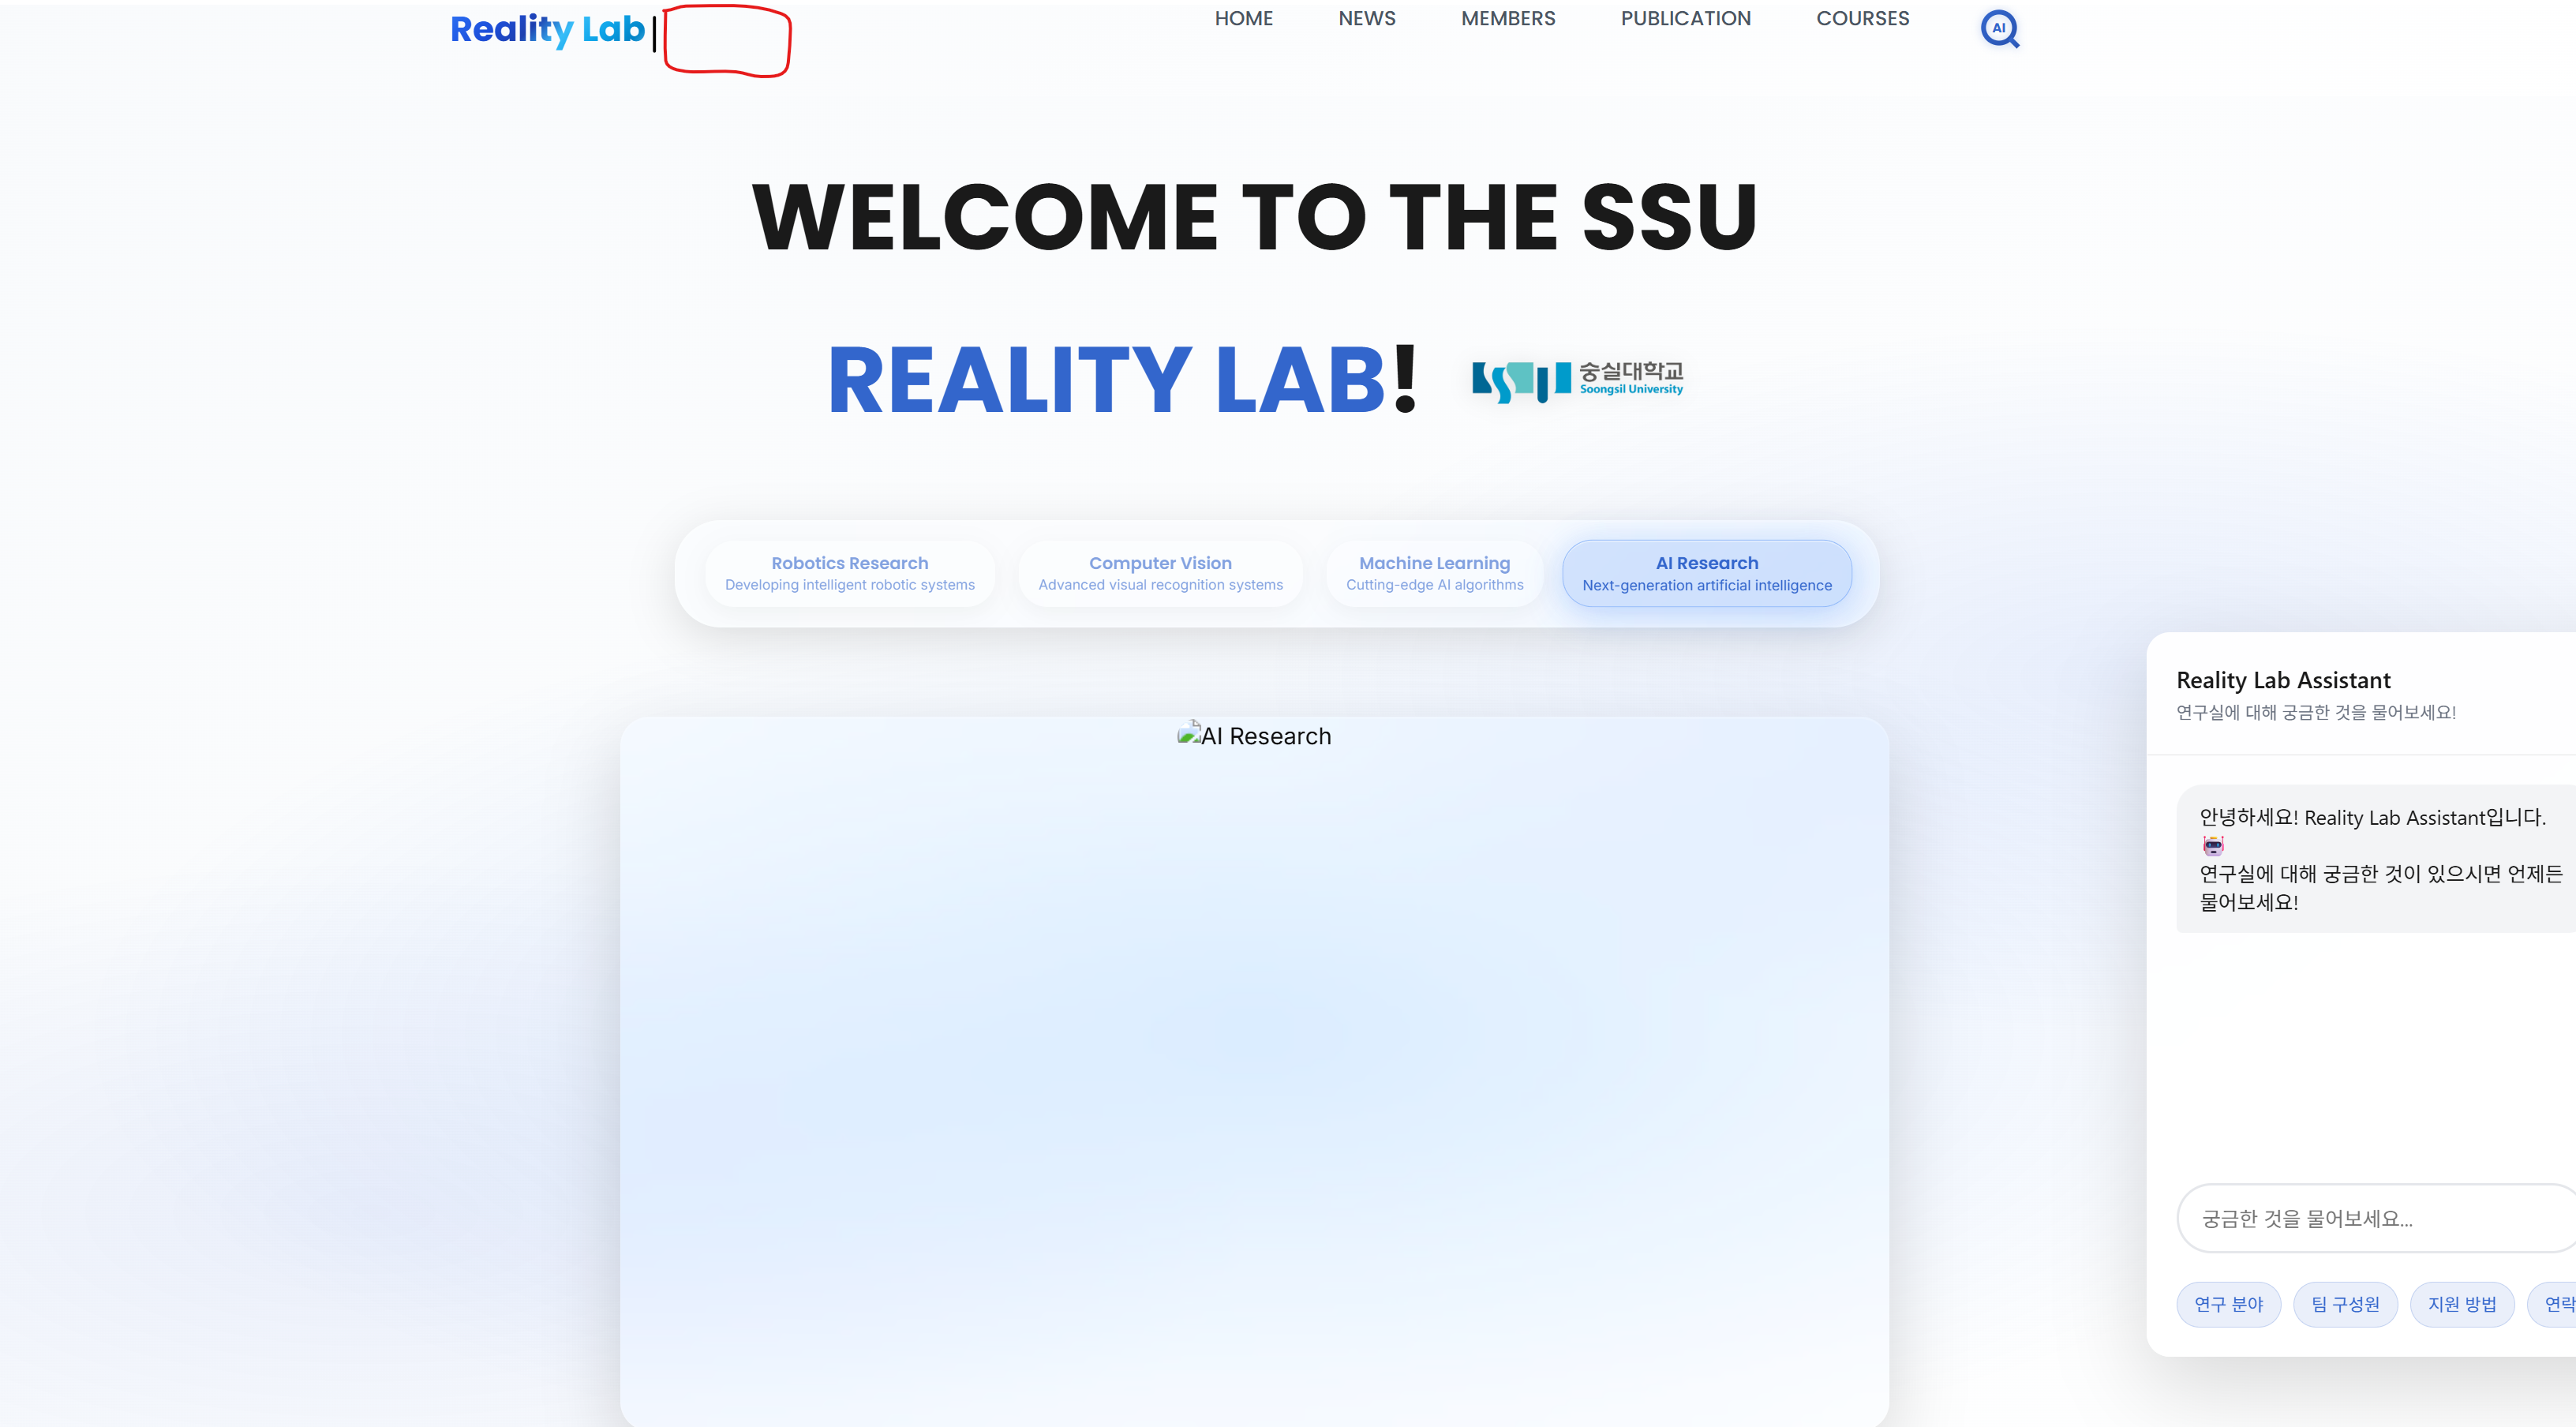 Reality Lab |
HOME NEWS MEMBERS PUBLICATION COURSES AI
WELCOME TO THE SSU
REALITY LAB!
숭실대학교
Soongsil University
Robotics Research
Developing intelligent robotic systems
Computer Vision
Advanced visual recognition systems
Machine Learning
Cutting-edge AI algorithms
AI Research
Next-generation artificial intelligence
AI Research
Reality Lab Assistant
연구실에 대해 궁금한 것을 물어보세요!
안녕하세요! Reality Lab Assistant입니다.
🤖
연구실에 대해 궁금한 것이 있으시면 언제든
물어보세요!
궁금한 것을 물어보세요...
연구 분야 팀 구성원 지원 방법 연락